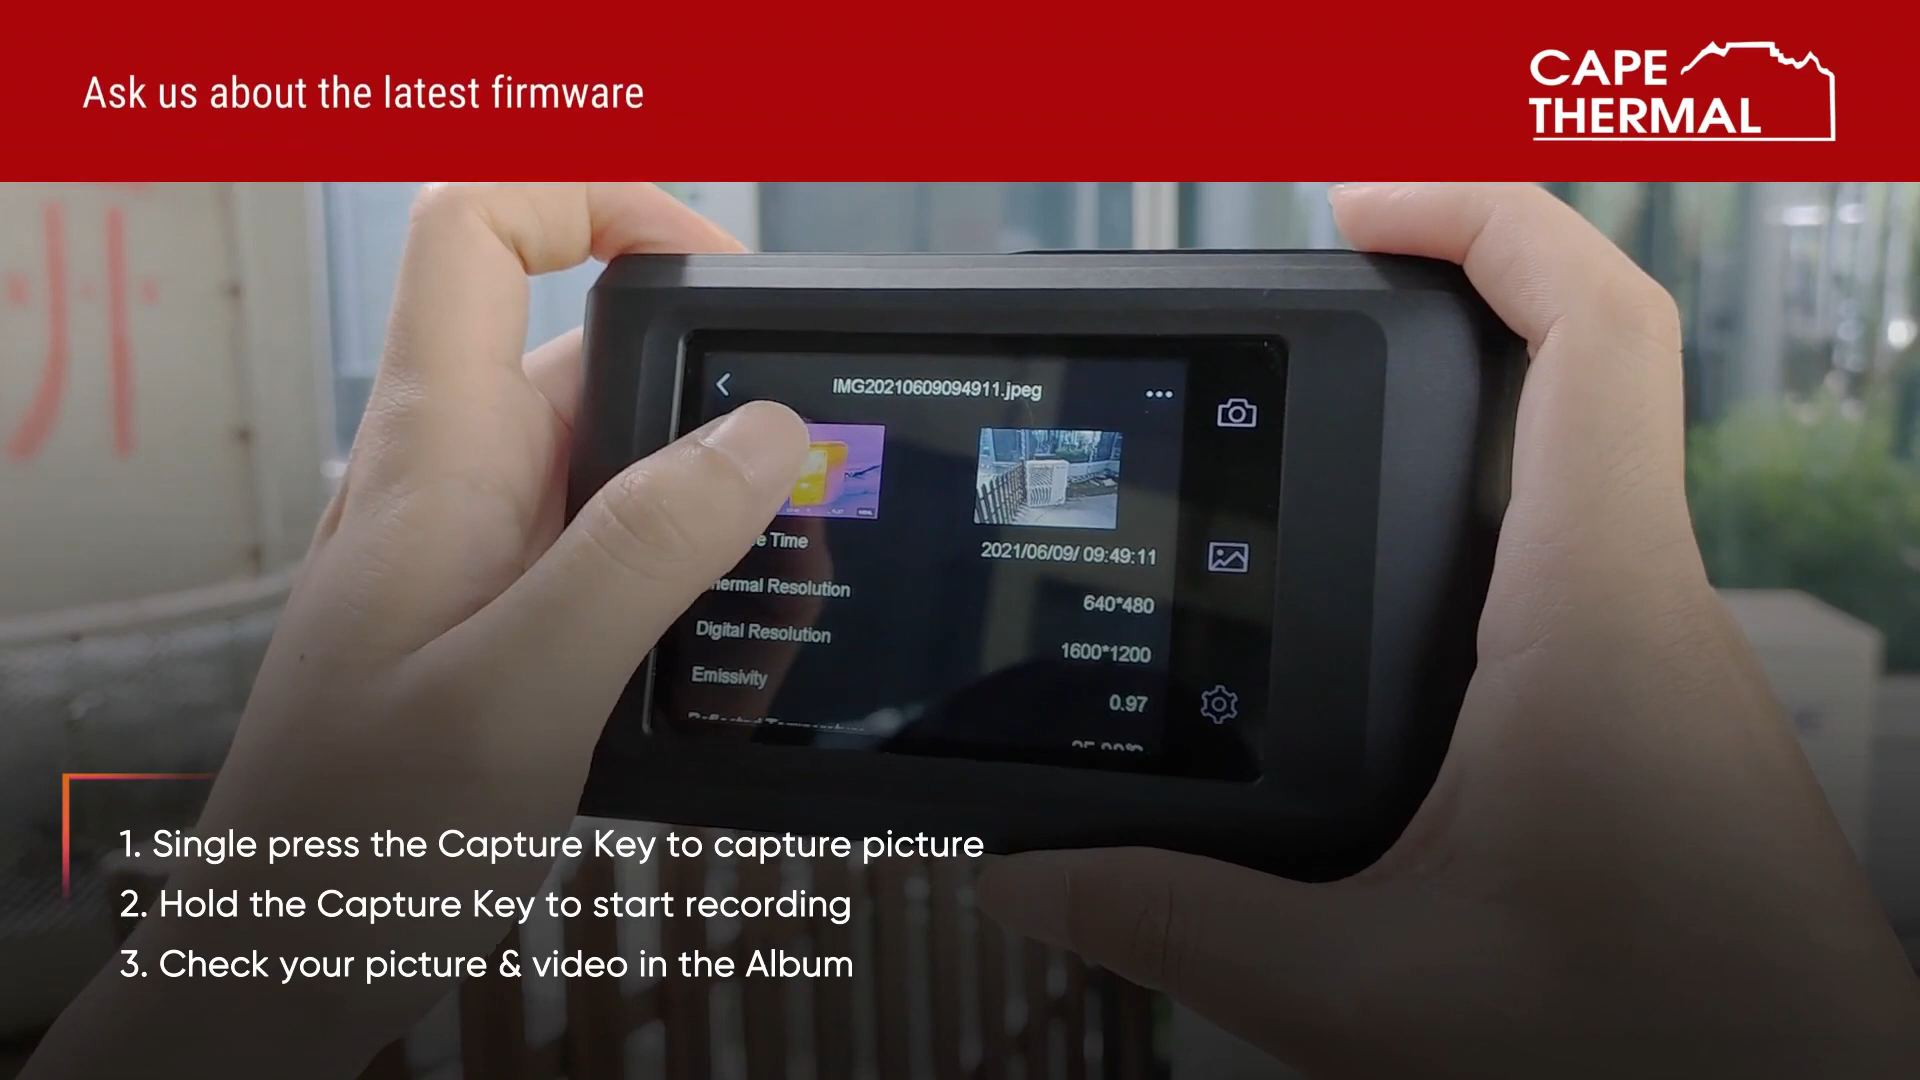 Ask us about the latest firmware
CAPE
THERMAL
IMG20210609094911.jpeg
Time
2021/06/09/ 09:49:11
Resolution
640*480
Digital Resolution
1600*1200
Emissivity
0.97
1. Single press the Capture Key to capture picture
2. Hold the Capture Key to start recording
3. Check your picture & video in the Album